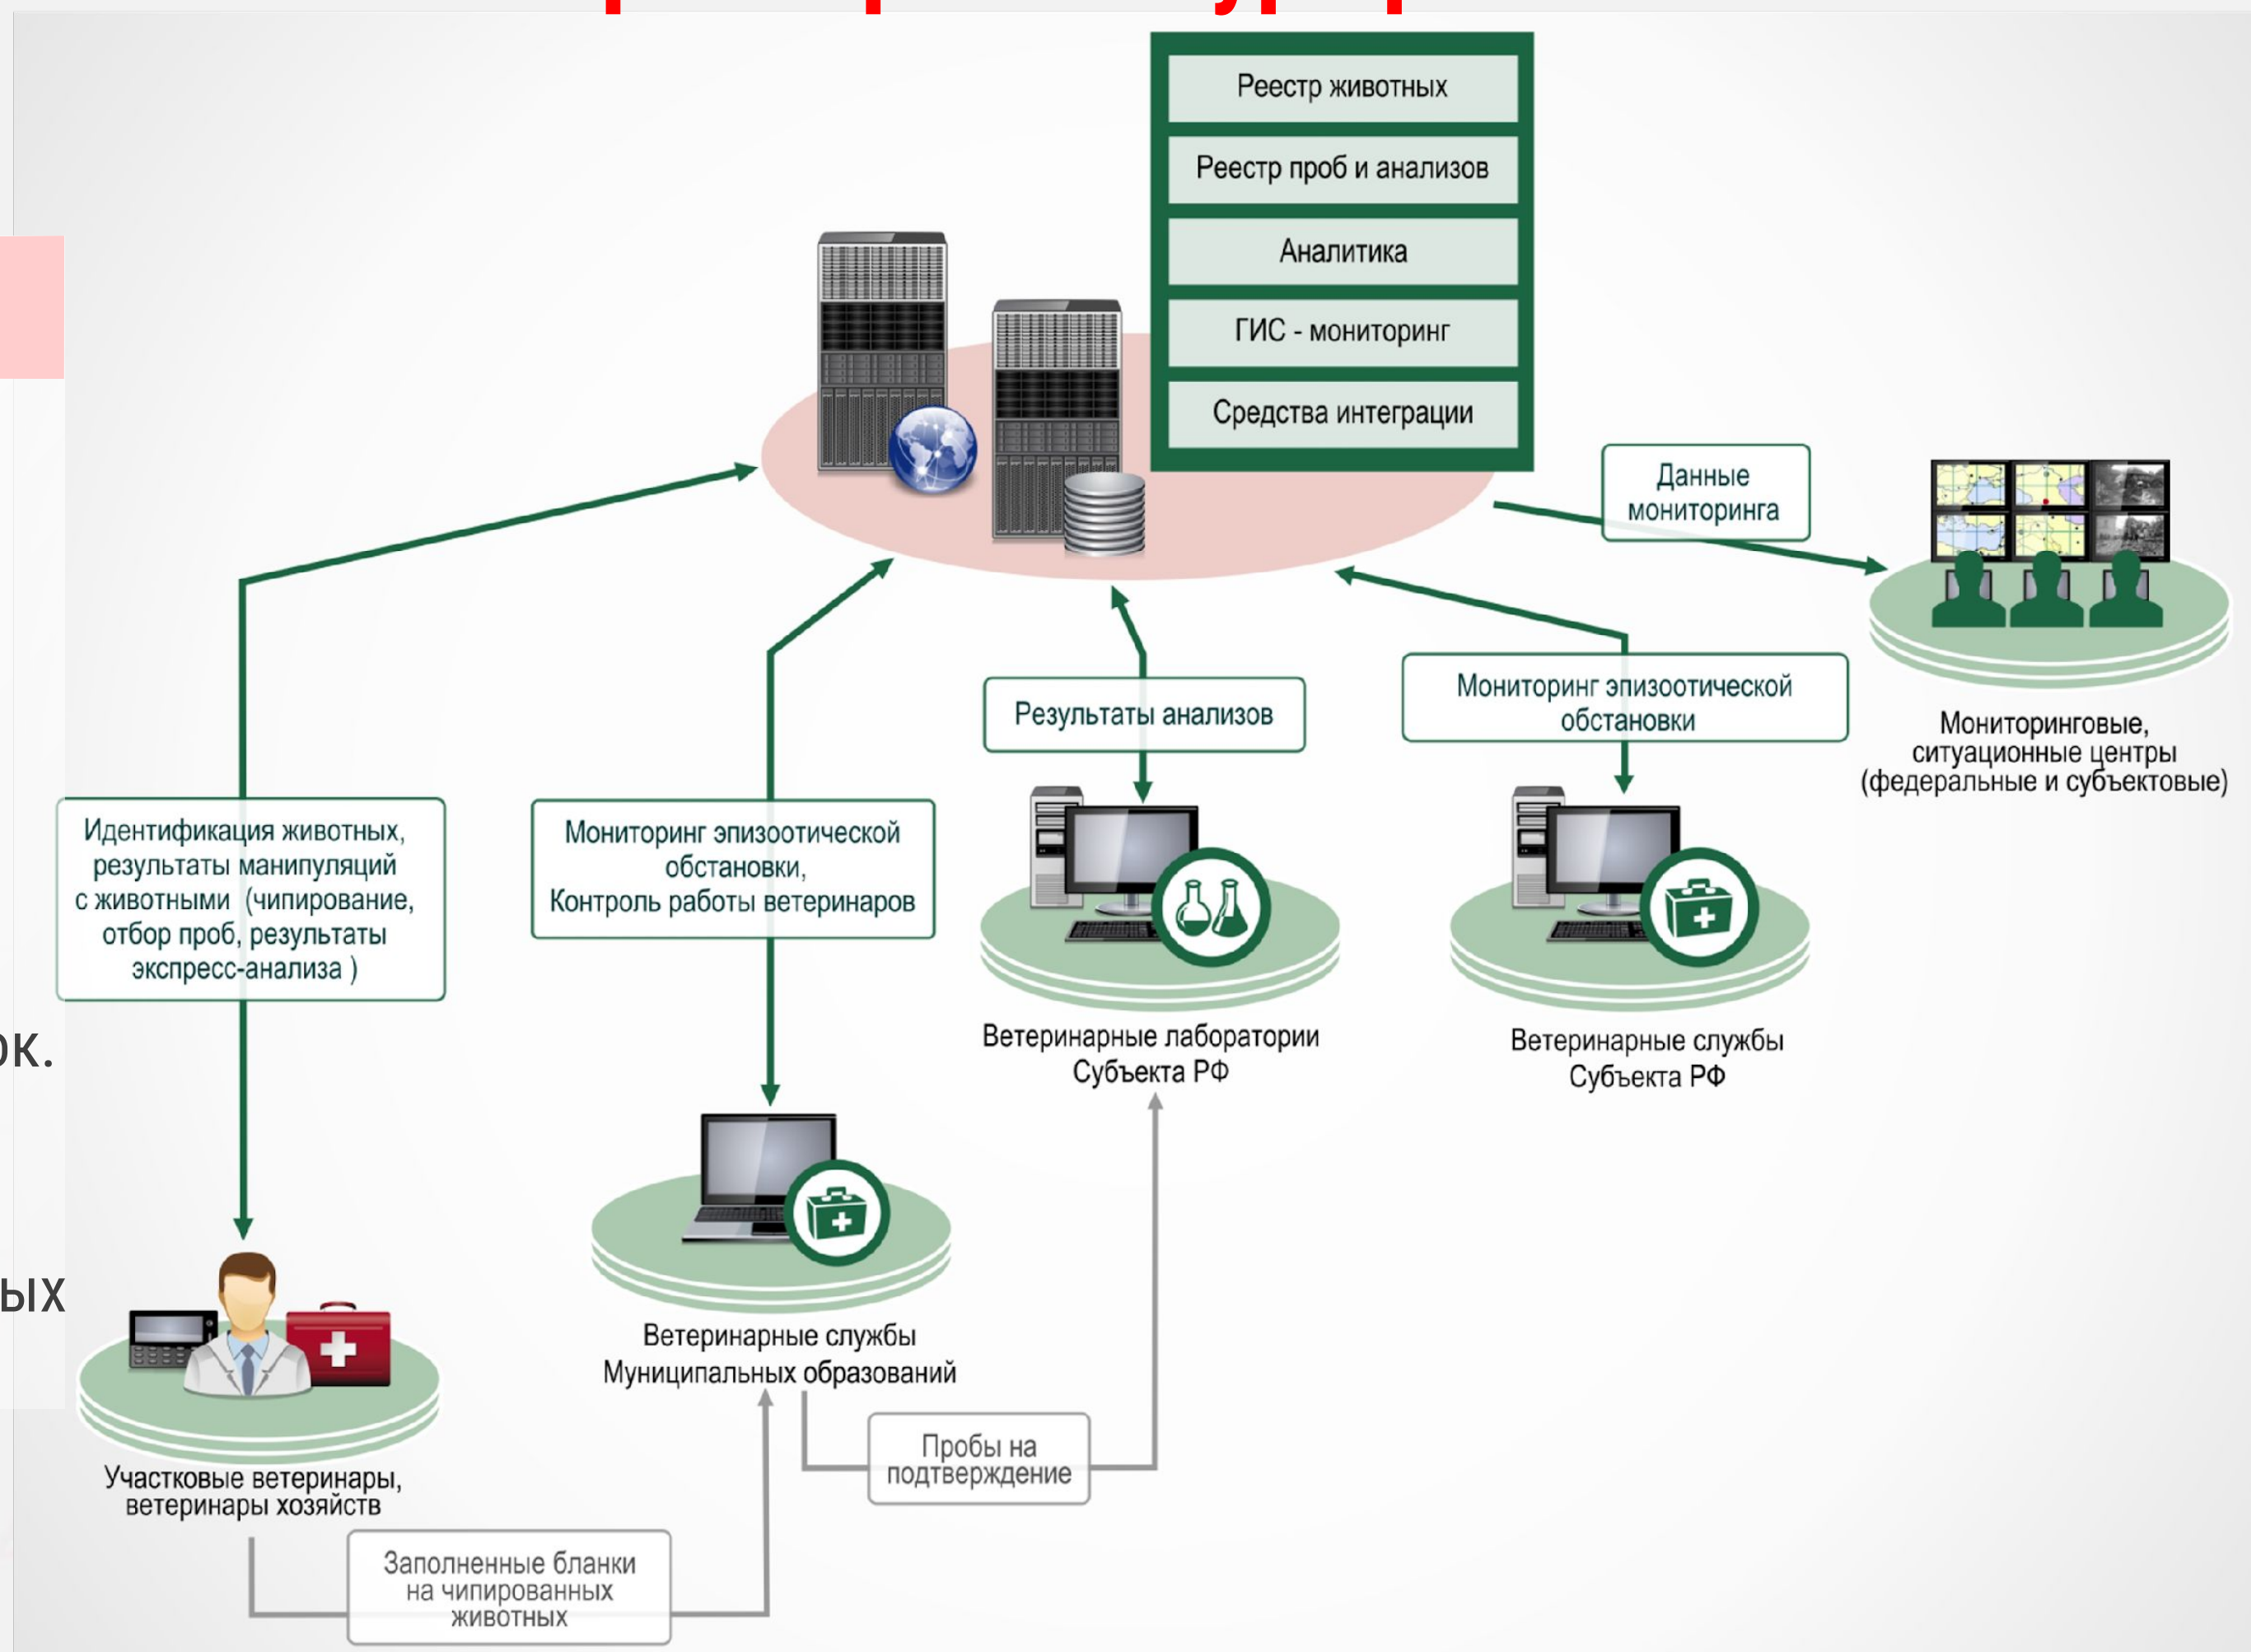 Реестр животных
Реестр проб и анализов
Аналитика
ГИС - мониторинг
Средства интеграции
Данные
мониторинга
Мониторинговые,
ситуационные центры
(федеральные и субъектовые)
Мониторинг эпизоотической
обстановки
Результаты анализов
Мониторинг эпизоотической
обстановки,
Контроль работы ветеринаров
Идентификация животных,
результаты манипуляций
с животными (чипирование,
отбор проб, результаты
экспресс-анализа )
Ветеринарные лаборатории
Субъекта РФ
Ветеринарные службы
Субъекта РФ
Ветеринарные службы
Муниципальных образований
Участковые ветеринары,
ветеринары хозяйств
Пробы на
подтверждение
Заполненные бланки
на чипированных
животных